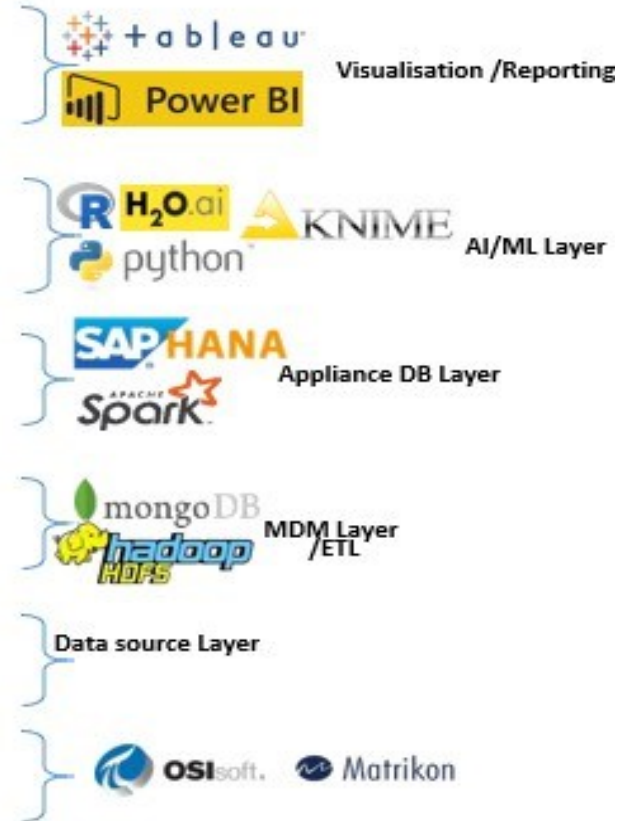 +ableau
Power BI
Visualisation /Reporting
R H2O.ai KNIME
python
AI/ML Layer
SAP HANA
Appliance DB Layer
APACHE
Spark
mongoDB
hadoop
HDFS
MDM Layer
/ETL
Data source Layer
OSIsoft. Matrikon